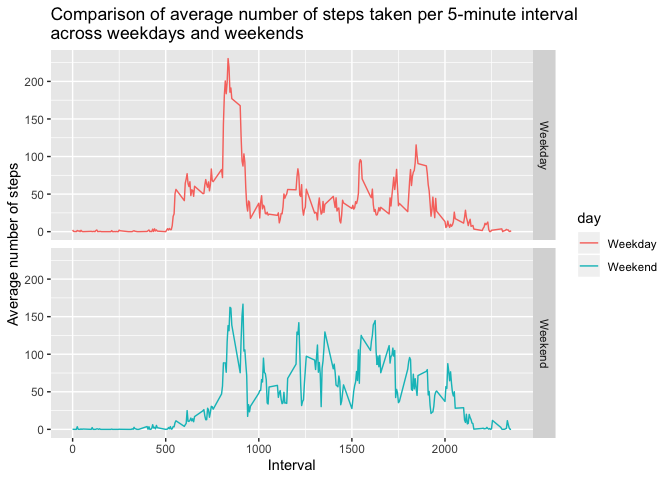 Comparison of average number of steps taken per 5-minute interval
across weekdays and weekends
Average number of steps
200
150
100
50
0
Weekday
200
150
100
50
0
Weekend
0
500
1000
1500
2000
Interval
day
Weekday
Weekend